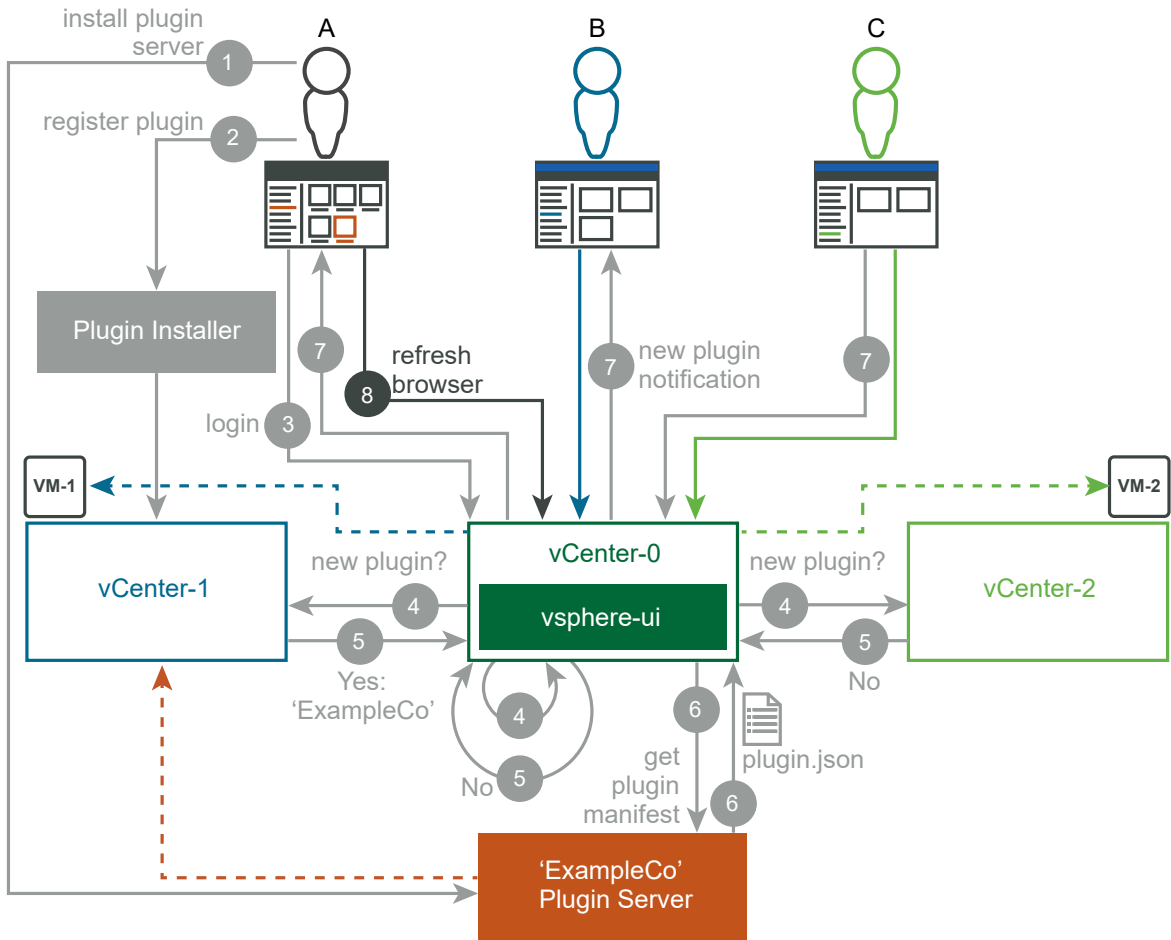 install plugin
server
1
A
B
C
register plugin
2
Plugin Installer
7
refresh
browser
8
7
new plugin
notification
7
login
3
VM-1
VM-2
vCenter-1
new plugin?
4
5
Yes:
‘ExampleCo’
vCenter-0
vsphere-ui
new plugin?
4
5
No
vCenter-2
4
No
5
6
get
plugin
manifest
plugin.json
6
‘ExampleCo’
Plugin Server